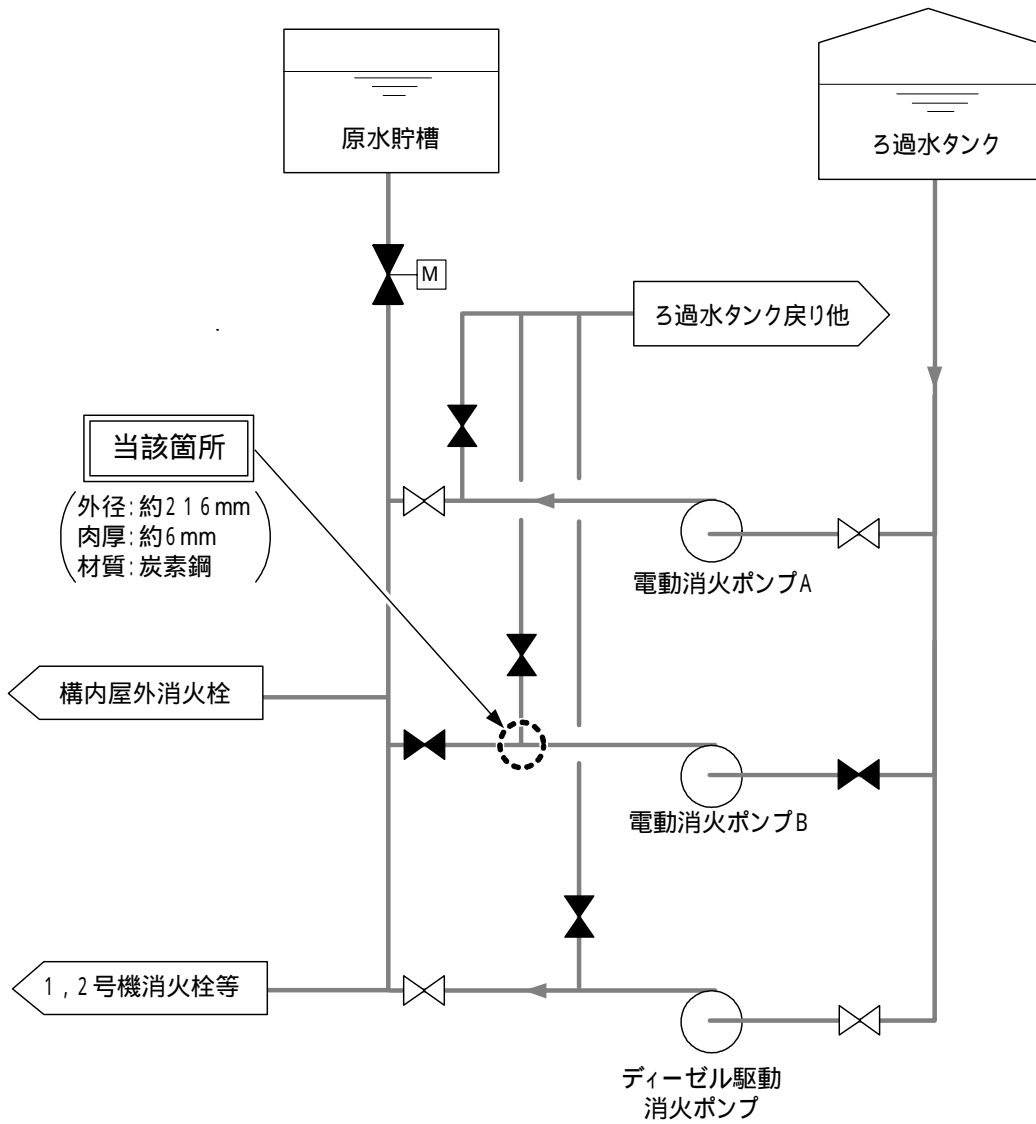 原水貯槽
ろ過水タンク
M
ろ過水タンク戻り他
当該箇所
外径:約216mm
肉厚:約6mm
材質:炭素鋼
電動消火ポンプA
構内屋外消火栓
電動消火ポンプB
1,2号機消火栓等
ディーゼル駆動
消火ポンプ